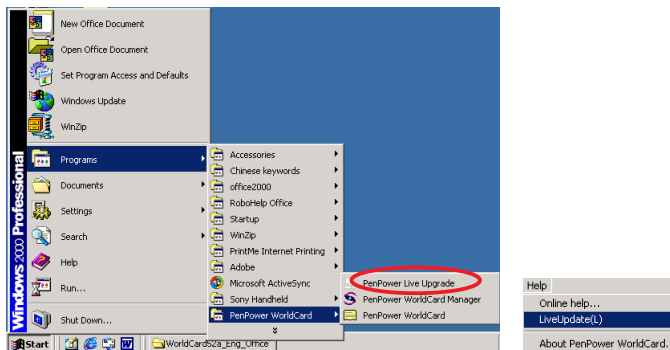 New Office Document
Open Office Document
Set Program Access and Defaults
Windows Update
WinZip
Programs
Documents
Settings
Search
Help
Run...
Shut Down...
Windows 2000 Professional
Accessories
Chinese keywords
office2000
RoboHelp Office
Startup
WinZip
PrintMe Internet Printing
Adobe
Microsoft ActiveSync
Sony Handheld
PenPower WorldCard
PenPower Live Upgrade
PenPower WorldCard Manager
PenPower WorldCard
Start
WorldCardS2a_Eng_Office
Help
Online help...
LiveUpdate(L)
About PenPower WorldCard.